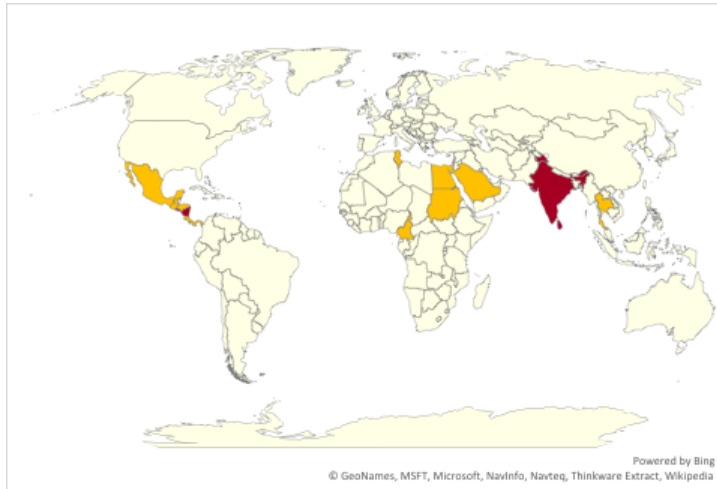 Powered by Bing
© GeoNames, MSFT, Microsoft, NavInfo, Navteq, Thinkware Extract, Wikipedia